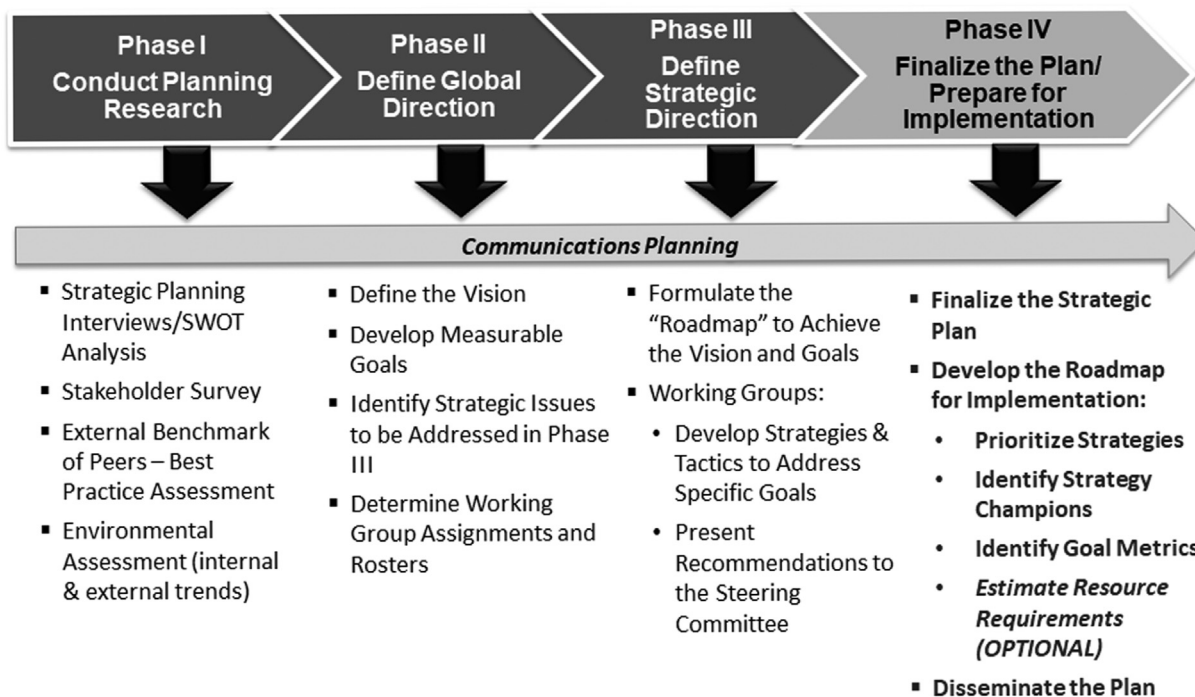 Phase I
Conduct Planning
Research
Phase II
Define Global
Direction
Phase III
Define
Strategic
Direction
Phase IV
Finalize the Plan/
Prepare for
Implementation
Communications Planning
▪ Strategic Planning
Interviews/SWOT
Analysis
▪ Stakeholder Survey
▪ External Benchmark
of Peers – Best
Practice Assessment
▪ Environmental
Assessment (internal
& external trends)
▪ Define the Vision
▪ Develop Measurable
Goals
▪ Identify Strategic Issues
to be Addressed in Phase
III
▪ Determine Working
Group Assignments and
Rosters
▪ Formulate the
“Roadmap” to Achieve
the Vision and Goals
▪ Working Groups:
• Develop Strategies &
Tactics to Address
Specific Goals
• Present
Recommendations to
the Steering
Committee
▪ Finalize the Strategic
Plan
▪ Develop the Roadmap
for Implementation:
• Prioritize Strategies
• Identify Strategy
Champions
• Identify Goal Metrics
• Estimate Resource
Requirements
(OPTIONAL)
▪ Disseminate the Plan